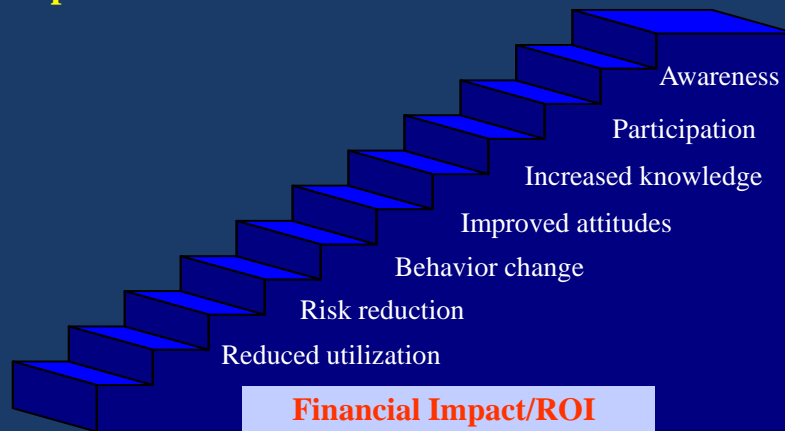 Awareness
Participation
Increased knowledge
Improved attitudes
Behavior change
Risk reduction
Reduced utilization
Financial Impact/ROI